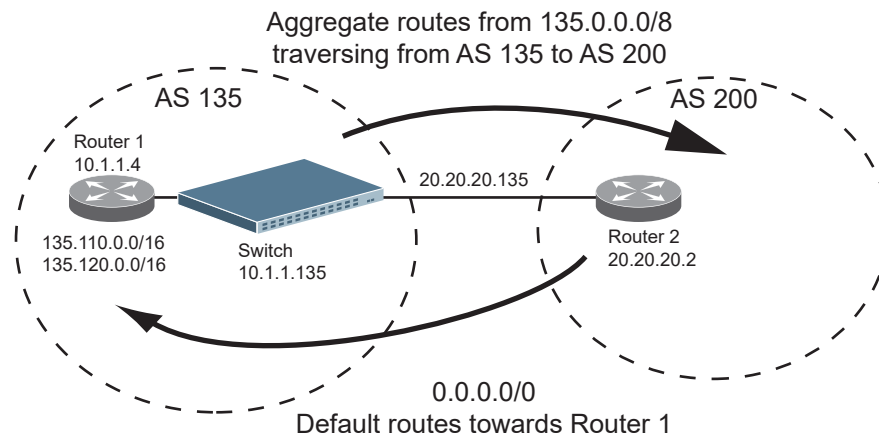 Aggregate routes from 135.0.0.0/8
traversing from AS 135 to AS 200
AS 135
AS 200
Router 1
10.1.1.4
20.20.20.135
135.110.0.0/16
135.120.0.0/16
Switch
10.1.1.135
Router 2
20.20.20.2
0.0.0.0/0
Default routes towards Router 1